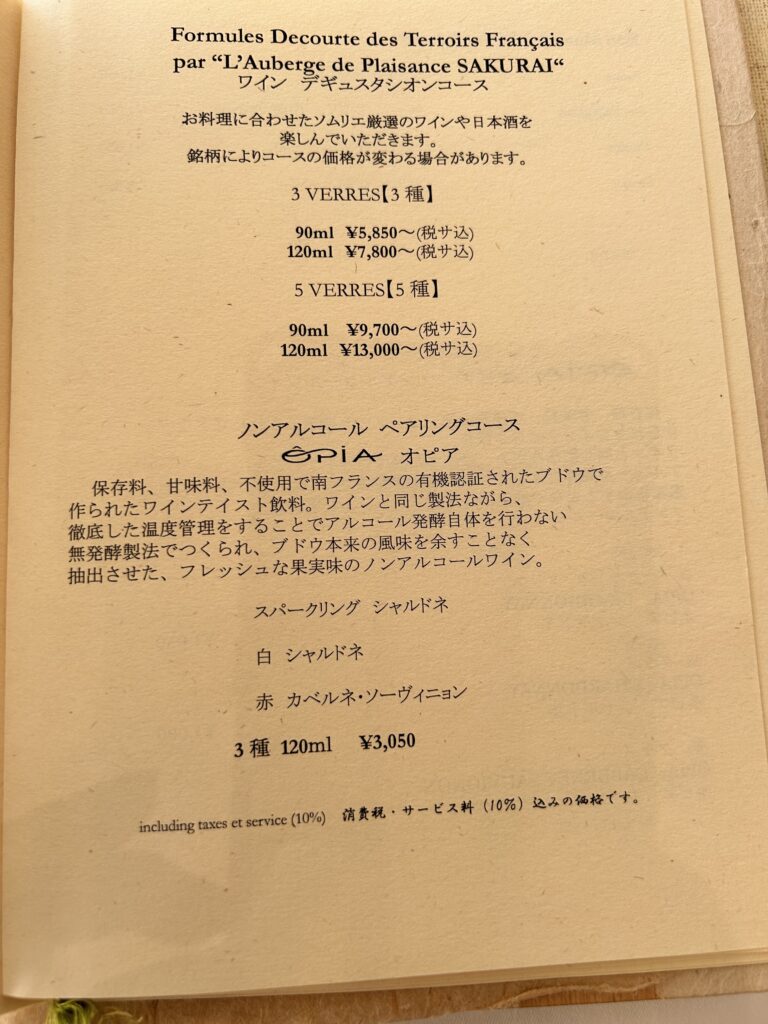 Formules Decourte des Terroirs Français
par “L’Auberge de Plaisance SAKURAI“
ワイン デギュスタシオンコース
お料理に合わせたソムリエ厳選のワインや日本酒を
楽しんでいただきます。
銘柄によりコースの価格が変わる場合があります。
3 VERRES【3 種】
90ml ¥5,850～(税サ込)
120ml ¥7,800～(税サ込)
5 VERRES【5 種】
90ml ¥9,700～(税サ込)
120ml ¥13,000～(税サ込)
ノンアルコール ペアリングコース
ÔPIA オピア
保存料、甘味料、不使用で南フランスの有機認証されたブドウで
作られたワインテイスト飲料。ワインと同じ製法ながら、
徹底した温度管理をすることでアルコール発酵自体を行わない
無発酵製法でつくられ、ブドウ本来の風味を余すことなく
抽出させた、フレッシュな果実味のノンアルコールワイン。
スパークリング シャルドネ
白 シャルドネ
赤 カベルネ・ソーヴィニョン
3 種 120ml ¥3,050
including taxes et service (10%) 消費税・サービス料（10%）込みの価格です。